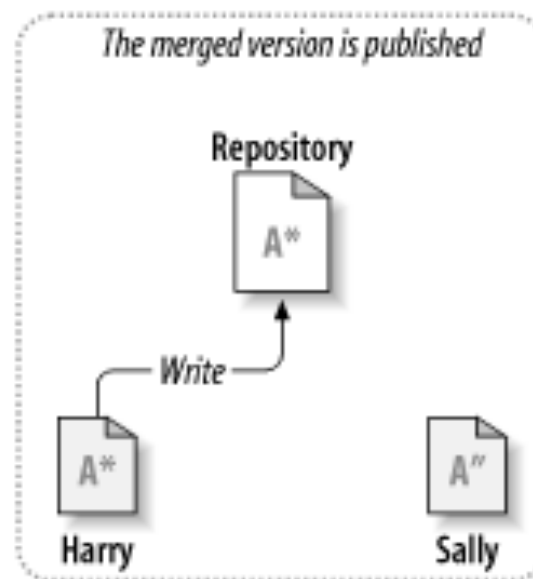 The merged version is published
Repository
A*
Write
A*
A"
Harry
Sally